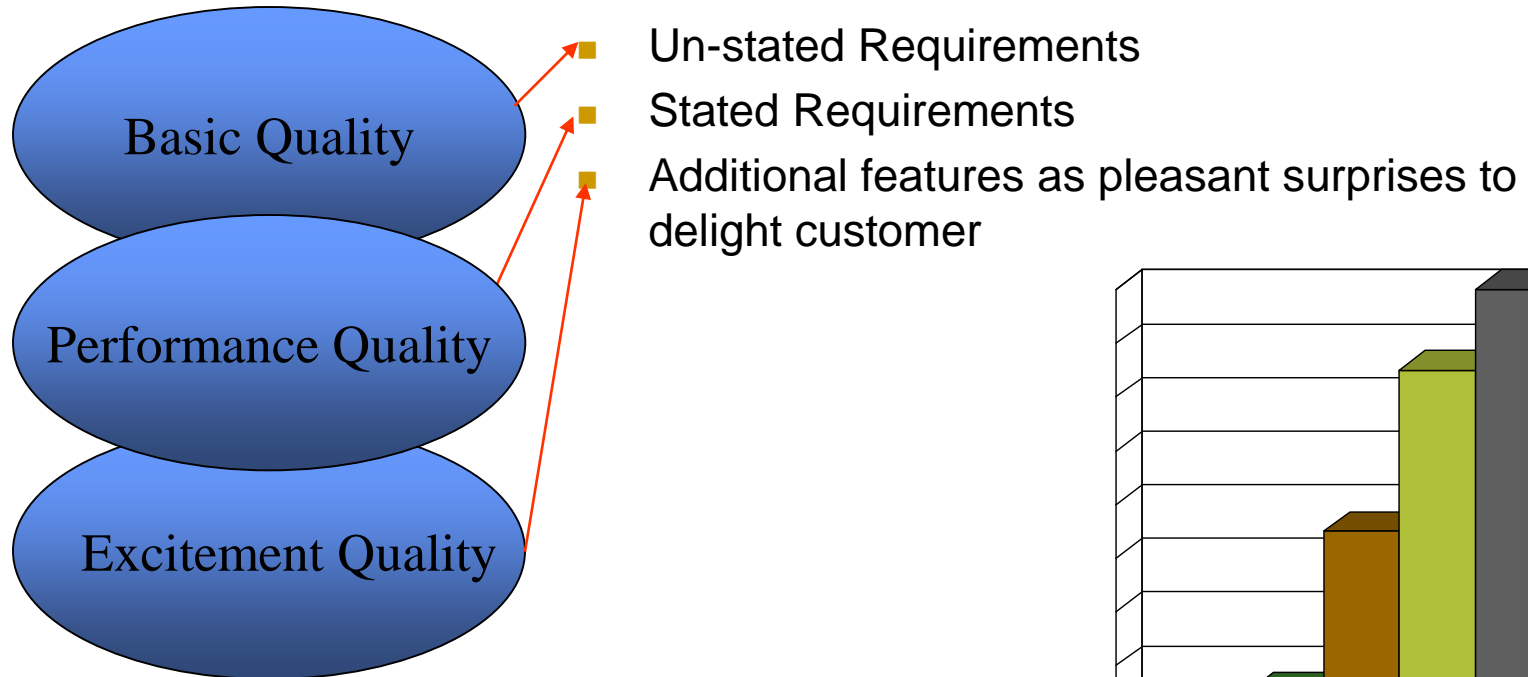 Basic Quality
Performance Quality
Excitement Quality
Un-stated Requirements
Stated Requirements
Additional features as pleasant surprises to
delight customer